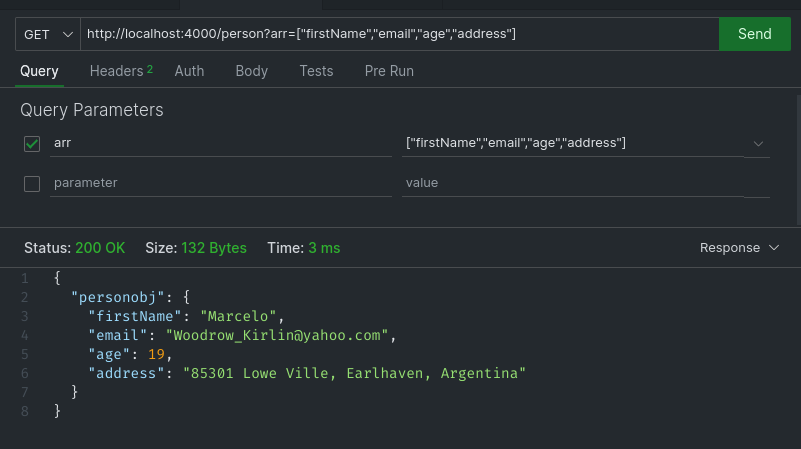 GET http://localhost:4000/person?arr=["firstName","email","age","address"] Send
Query Headers 2 Auth Body Tests Pre Run
Query Parameters
arr ["firstName","email","age","address"]
parameter value
Status: 200 OK Size: 132 Bytes Time: 3 ms Response
1 {
2 "personobj": {
3 "firstName": "Marcelo",
4 "email": "Woodrow_Kirlin@yahoo.com",
5 "age": 19,
6 "address": "85301 Lowe Ville, Earlhaven, Argentina"
7 }
8 }